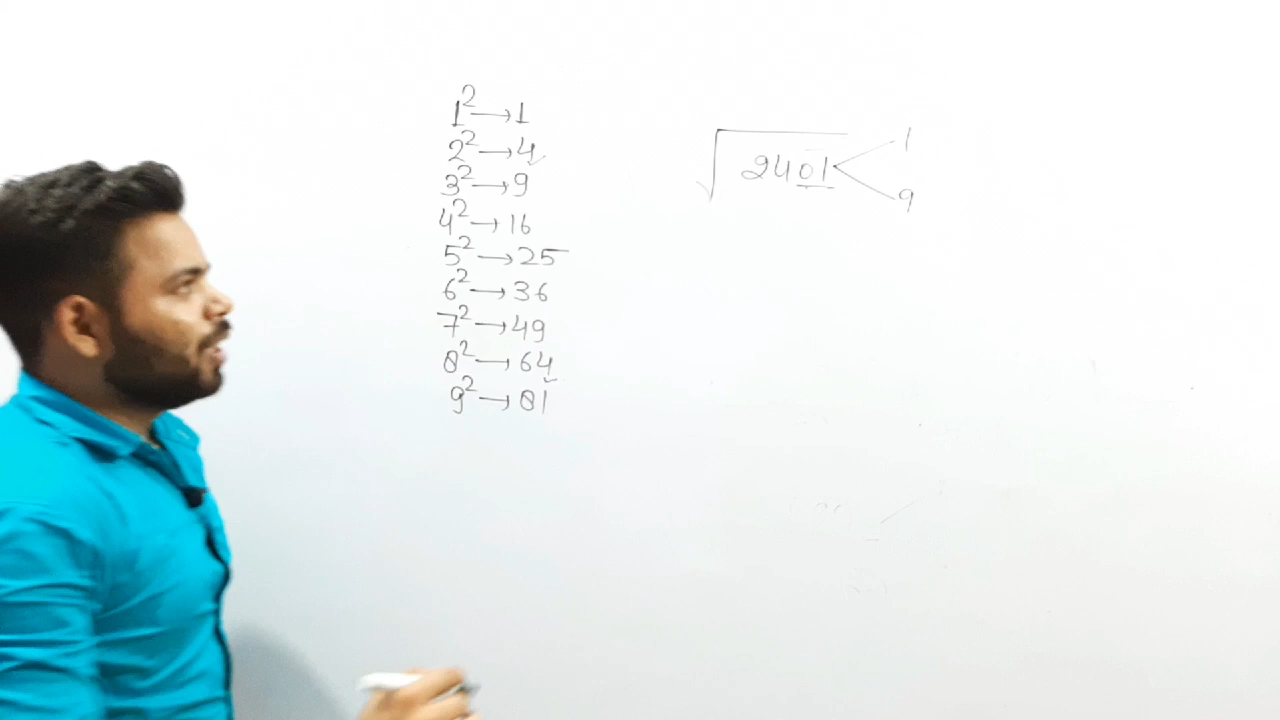 1² → 1
2² → 4
3² → 9
4² → 16
5² → 25
6² → 36
7² → 49
8² → 64
9² → 81
√2401 < 1
9